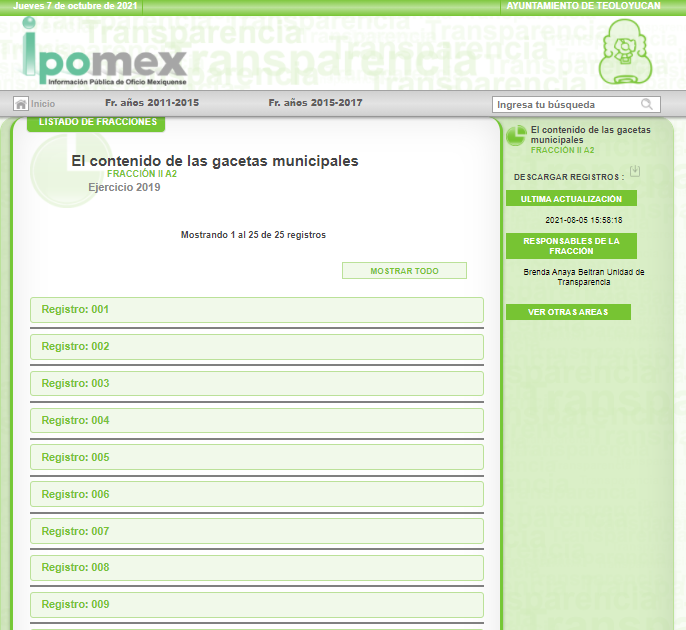 Jueves 7 de octubre de 2021
AYUNTAMIENTO DE TEOLOYUCAN
ipomex
Información Pública de Oficio Mexiquense
Inicio
Fr. años 2011-2015
Fr. años 2015-2017
Ingresa tu búsqueda
LISTADO DE FRACCIONES
El contenido de las gacetas municipales
FRACCIÓN II A2
Ejercicio 2019
Mostrando 1 al 25 de 25 registros
MOSTRAR TODO
Registro: 001
Registro: 002
Registro: 003
Registro: 004
Registro: 005
Registro: 006
Registro: 007
Registro: 008
Registro: 009
El contenido de las gacetas
municipales
FRACCIÓN II A2
DESCARGAR REGISTROS :
ULTIMA ACTUALIZACIÓN
2021-08-05 15:58:18
RESPONSABLES DE LA
FRACCIÓN
Brenda Anaya Beltran Unidad de
Transparencia
VER OTRAS AREAS